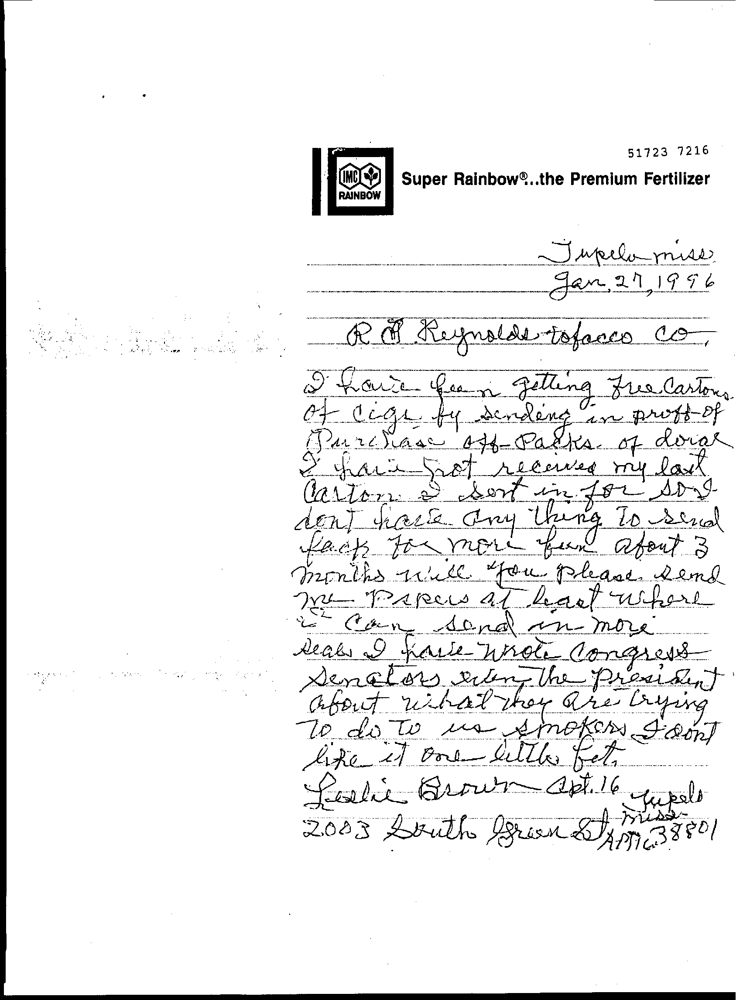 51723 7216
IMC
RAINBOW
Super Rainbow®...the Premium Fertilizer
Tupelo miss.
Jan, 27, 1996
R J Reynolds tobacco co,
I have been getting free Cartons
of Cigs by sending in proff of
Purchase off Packs of doral
I have not received my last
Carton I sent in for so I
dont have any thing To send
back for more been about 3
months will you please send
me Papers at least where
I can send in more
seals I have wrote Congress
Senators even the President
about what they are trying
To do To us smokers I dont
like it one little bet,
Leslie Brown apt. 16 Tupelo
miss
2003 South Green St, 38801